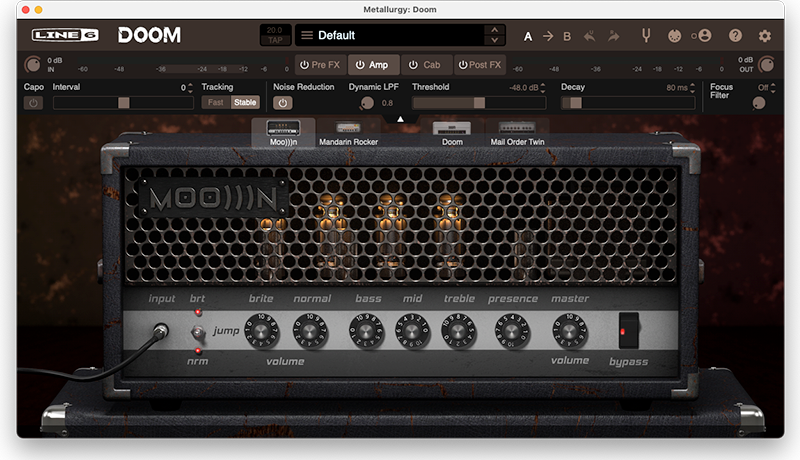 Metallurgy: Doom
LINE 6 DOOM 20.0 TAP Default A B
0 dB IN -60 -48 -36 -24 -18 -12 -6 0 Pre FX Amp Cab Post FX -60 -48 -36 -24 -18 -12 -6 0 0 dB OUT
Capo Interval 0 Tracking Fast Stable Noise Reduction Dynamic LPF 0.8 Threshold -48.0 dB Decay 80 ms Focus Filter Off
Moo)))n Mandarin Rocker Doom Mail Order Twin
MOO)))N
input brt brite normal bass mid treble presence master
jump
nrm volume volume bypass